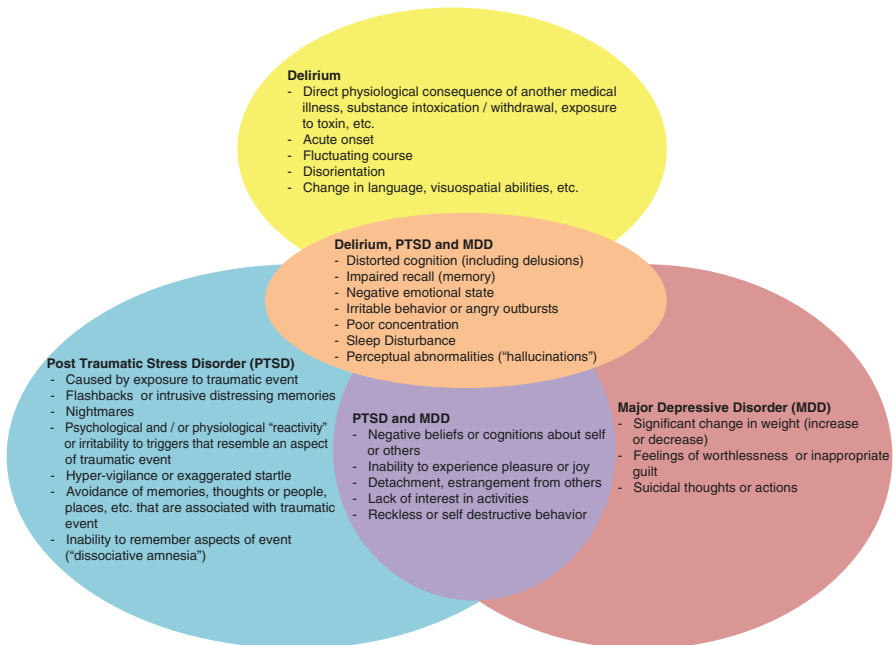 Delirium
- Direct physiological consequence of another medical
illness, substance intoxication / withdrawal, exposure
to toxin, etc.
- Acute onset
- Fluctuating course
- Disorientation
- Change in language, visuospatial abilities, etc.
Delirium, PTSD and MDD
- Distorted cognition (including delusions)
- Impaired recall (memory)
- Negative emotional state
- Irritable behavior or angry outbursts
- Poor concentration
- Sleep Disturbance
- Perceptual abnormalities (“hallucinations”)
Post Traumatic Stress Disorder (PTSD)
- Caused by exposure to traumatic event
- Flashbacks or intrusive distressing memories
- Nightmares
- Psychological and / or physiological “reactivity”
or irritability to triggers that resemble an aspect
of traumatic event
- Hyper-vigilance or exaggerated startle
- Avoidance of memories, thoughts or people,
places, etc. that are associated with traumatic
event
- Inability to remember aspects of event
(“dissociative amnesia”)
PTSD and MDD
- Negative beliefs or cognitions about self
or others
- Inability to experience pleasure or joy
- Detachment, estrangement from others
- Lack of interest in activities
- Reckless or self destructive behavior
Major Depressive Disorder (MDD)
- Significant change in weight (increase
or decrease)
- Feelings of worthlessness or inappropriate
guilt
- Suicidal thoughts or actions